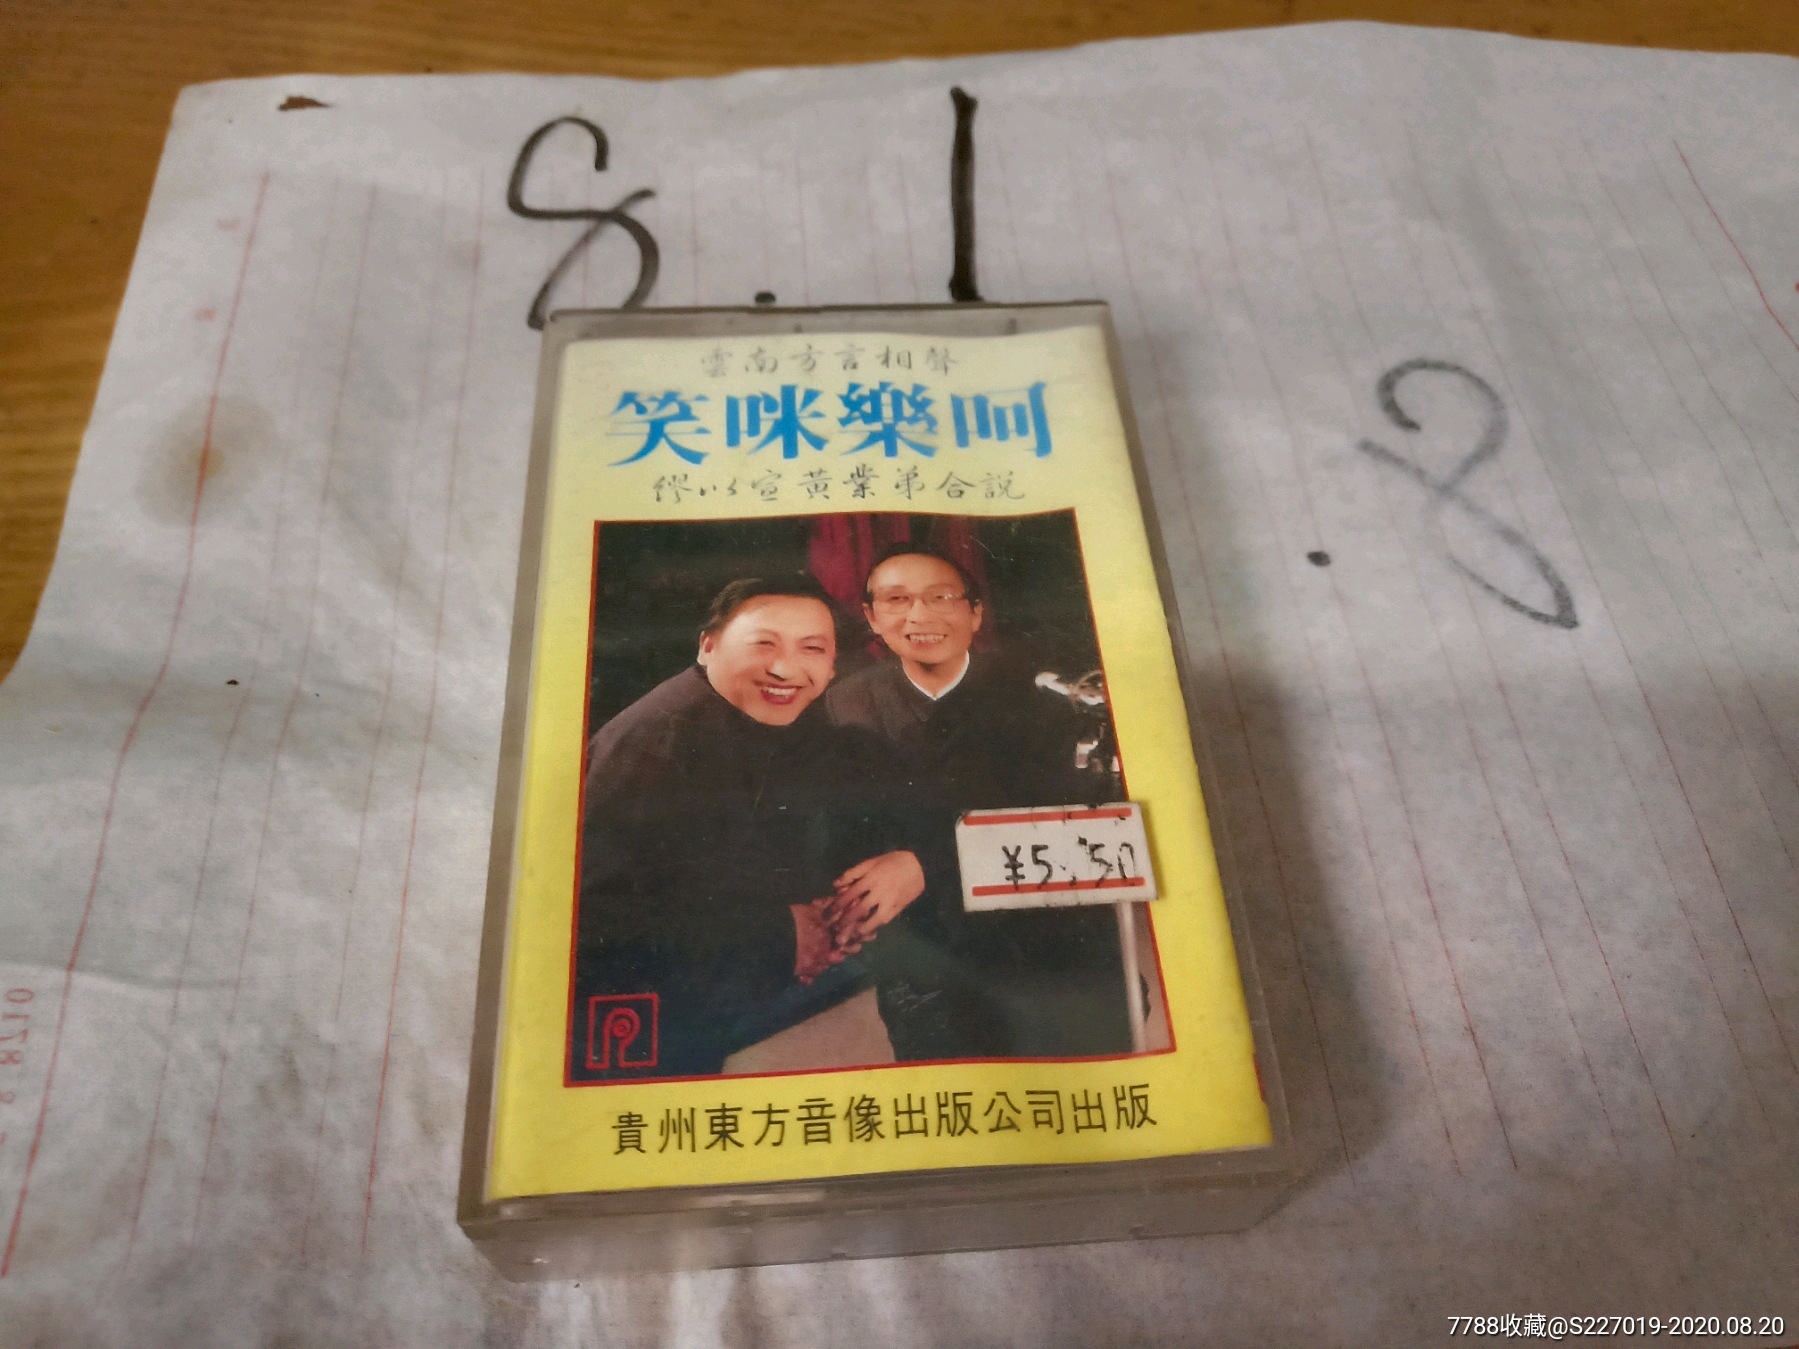 8.1
.8
雲南方言相聲
笑咪樂呵
繆以宣黃業弟合説
¥5.50
貴州東方音像出版公司出版
7788收藏@S227019-2020.08.20